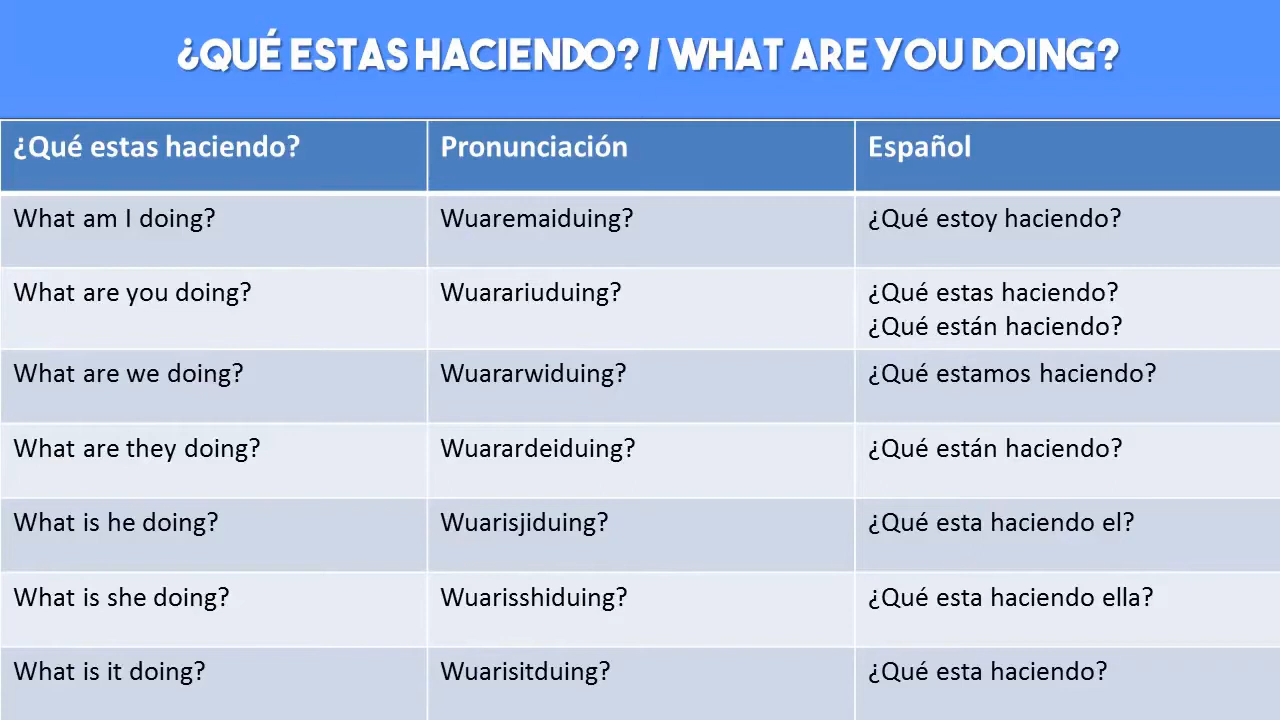 ¿QUÉ ESTAS HACIENDO? / WHAT ARE YOU DOING?
¿Qué estas haciendo? Pronunciación Español
What am I doing? Wuaremaiduing? ¿Qué estoy haciendo?
What are you doing? Wuarariuduing? ¿Qué estas haciendo?
¿Qué están haciendo?
What are we doing? Wuararwiduing? ¿Qué estamos haciendo?
What are they doing? Wuarardeiduing? ¿Qué están haciendo?
What is he doing? Wuarisjiduing? ¿Qué esta haciendo el?
What is she doing? Wuarisshiduing? ¿Qué esta haciendo ella?
What is it doing? Wuarisitduing? ¿Qué esta haciendo?